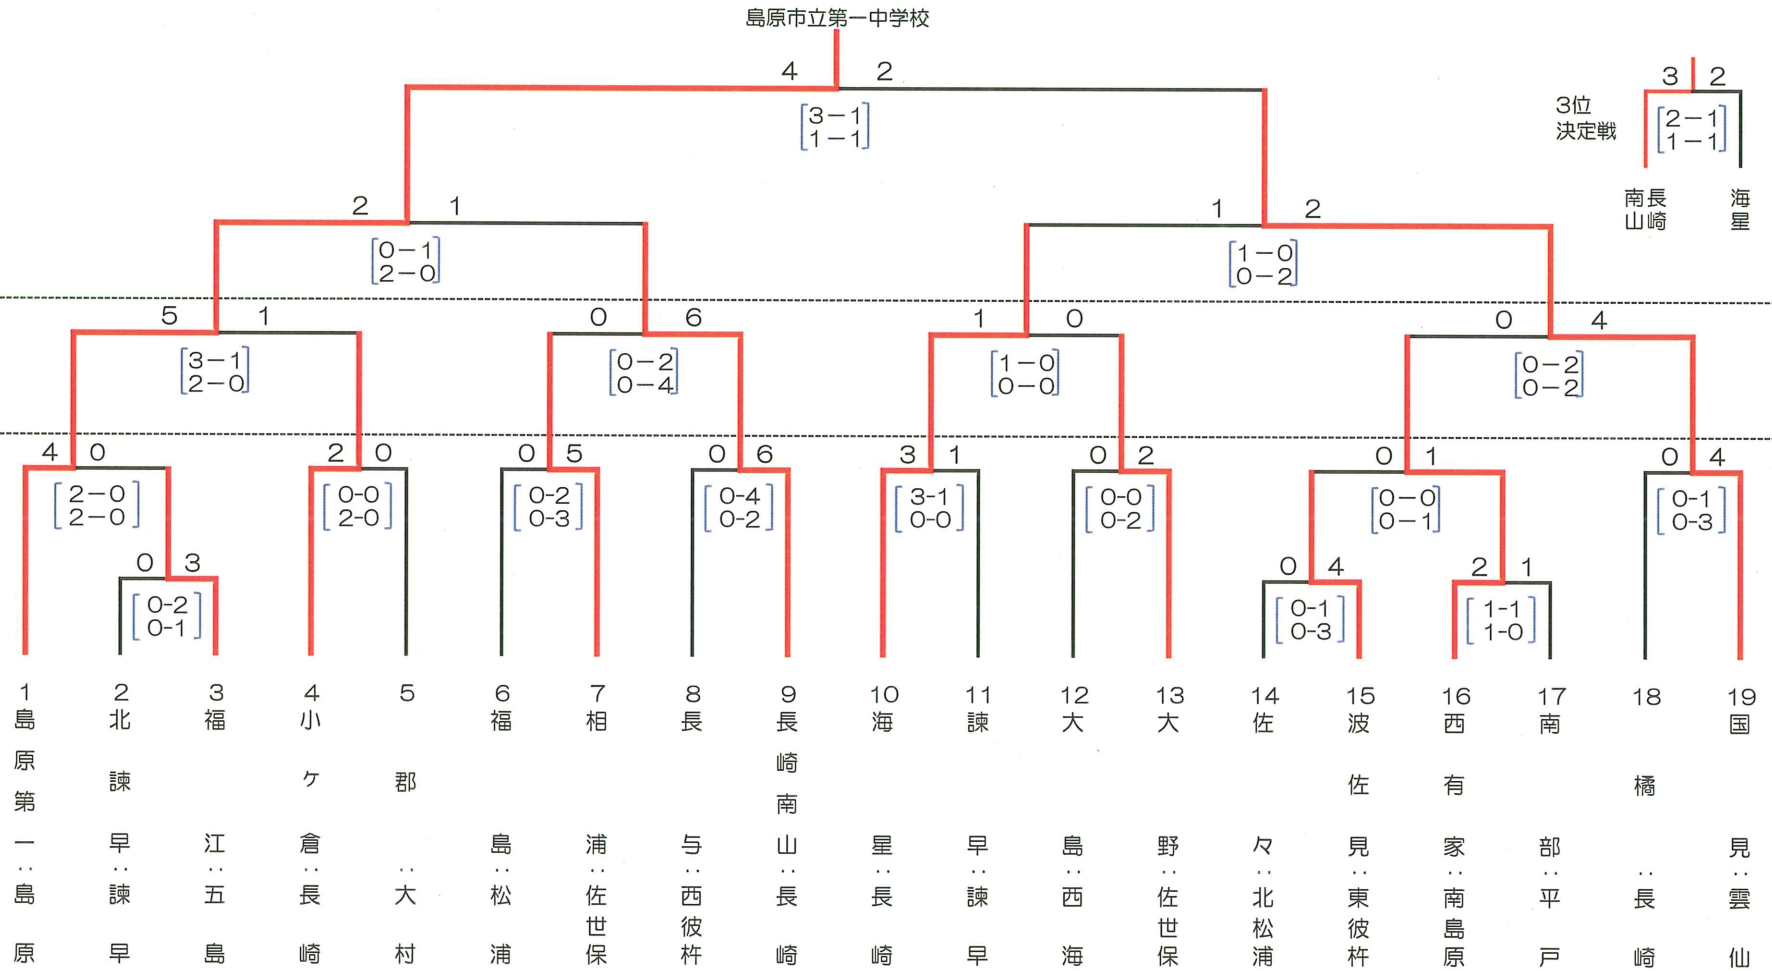 島原市立第一中学校
4 2
[3-1
1-1]
3位
決定戦
3 2
[2-1
1-1]
長崎
南山
海星
2 1
[0-1
2-0]
1 2
[1-0
0-2]
5 1
[3-1
2-0]
0 6
[0-2
0-4]
1 0
[1-0
0-0]
0 4
[0-2
0-2]
4 0
[2-0
2-0]
2 0
[0-0
2-0]
0 5
[0-2
0-3]
0 6
[0-4
0-2]
3 1
[3-1
0-0]
0 2
[0-0
0-2]
0 1
[0-0
0-1]
0 4
[0-1
0-3]
0 3
[0-2
0-1]
0 4
[0-1
0-3]
2 1
[1-1
1-0]
1 島原第一:島原
2 北諫早:諫早
3 福江:五島
4 小ケ倉:長崎
5 郡:大村
6 福島:松浦
7 相浦:佐世保
8 長与:西彼杵
9 長崎南山:長崎
10 海星:長崎
11 諫早:諫早
12 大島:西海
13 大野:佐世保
14 佐々:北松浦
15 波佐見:東彼杵
16 西有家:南島原
17 南部:平戸
18 橘:長崎
19 国見:雲仙